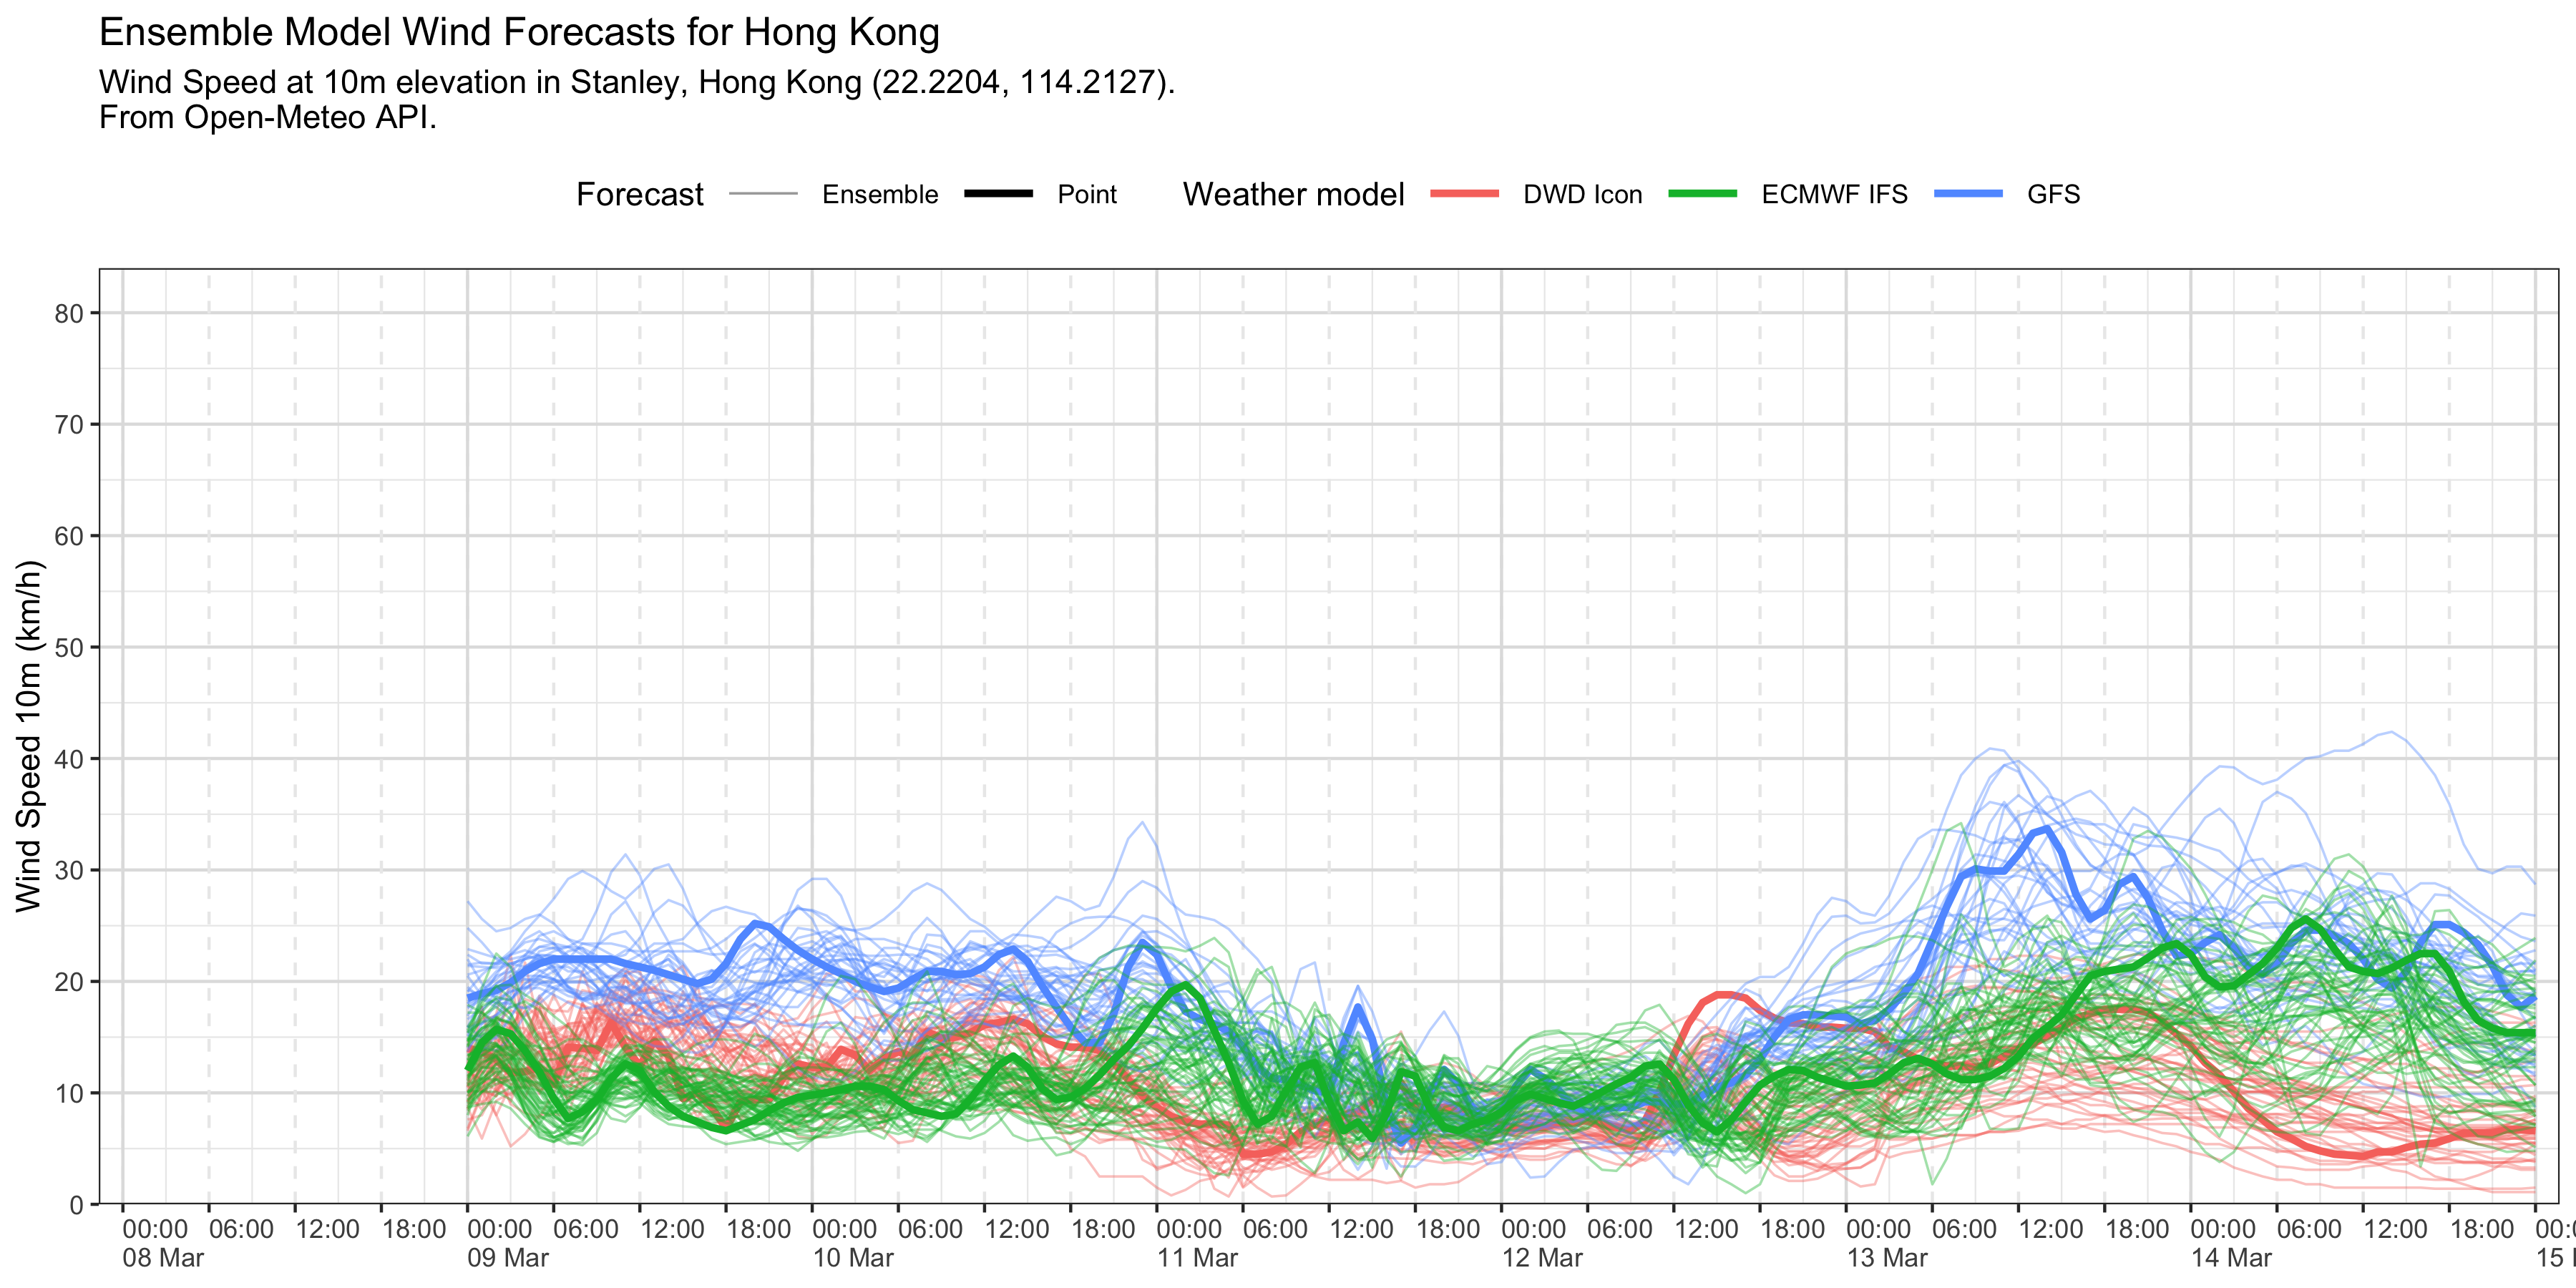 Ensemble Model Wind Forecasts for Hong Kong
Wind Speed at 10m elevation in Stanley, Hong Kong (22.2204, 114.2127).
From Open-Meteo API.
Forecast Ensemble Point Weather model DWD Icon ECMWF IFS GFS
Wind Speed 10m (km/h)
80
70
60
50
40
30
20
10
0
00:00 06:00 12:00 18:00 00:00 06:00 12:00 18:00 00:00 06:00 12:00 18:00 00:00 06:00 12:00 18:00 00:00 06:00 12:00 18:00 00:00 06:00 12:00 18:00 00:00 06:00 12:00 18:00
08 Mar 09 Mar 10 Mar 11 Mar 12 Mar 13 Mar 14 Mar 15